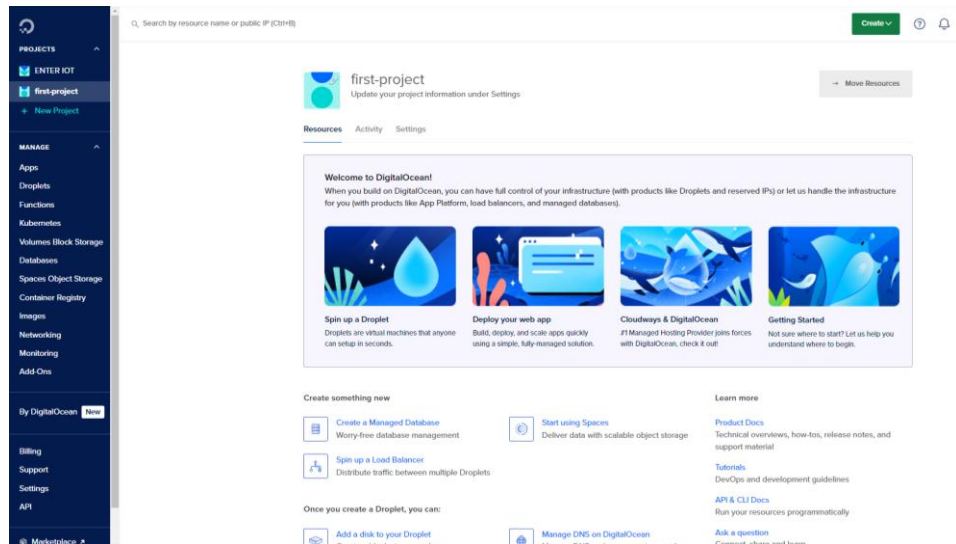 Search by resource name or public IP (Ctrl+B)
Create
PROJECTS
ENTER IOT
first-project
+ New Project
MANAGE
Apps
Droplets
Functions
Kubernetes
Volumes Block Storage
Databases
Spaces Object Storage
Container Registry
Images
Networking
Monitoring
Add-Ons
By DigitalOcean New
Billing
Support
Settings
API
Marketplace
first-project
Update your project information under Settings
→ Move Resources
Resources Activity Settings
Welcome to DigitalOcean!
When you build on DigitalOcean, you can have full control of your infrastructure (with products like Droplets and reserved IPs) or let us handle the infrastructure
for you (with products like App Platform, load balancers, and managed databases).
Spin up a Droplet
Droplets are virtual machines that anyone
can setup in seconds.
Deploy your web app
Build, deploy, and scale apps quickly
using a simple, fully-managed solution.
Cloudways & DigitalOcean
#1 Managed Hosting Provider joins forces
with DigitalOcean, check it out!
Getting Started
Not sure where to start? Let us help you
understand where to begin.
Create something new
Create a Managed Database
Worry-free database management
Start using Spaces
Deliver data with scalable object storage
Spin up a Load Balancer
Distribute traffic between multiple Droplets
Once you create a Droplet, you can:
Add a disk to your Droplet
Manage DNS on DigitalOcean
Learn more
Product Docs
Technical overviews, how-tos, release notes, and
support material
Tutorials
DevOps and development guidelines
API & CLI Docs
Run your resources programmatically
Ask a question